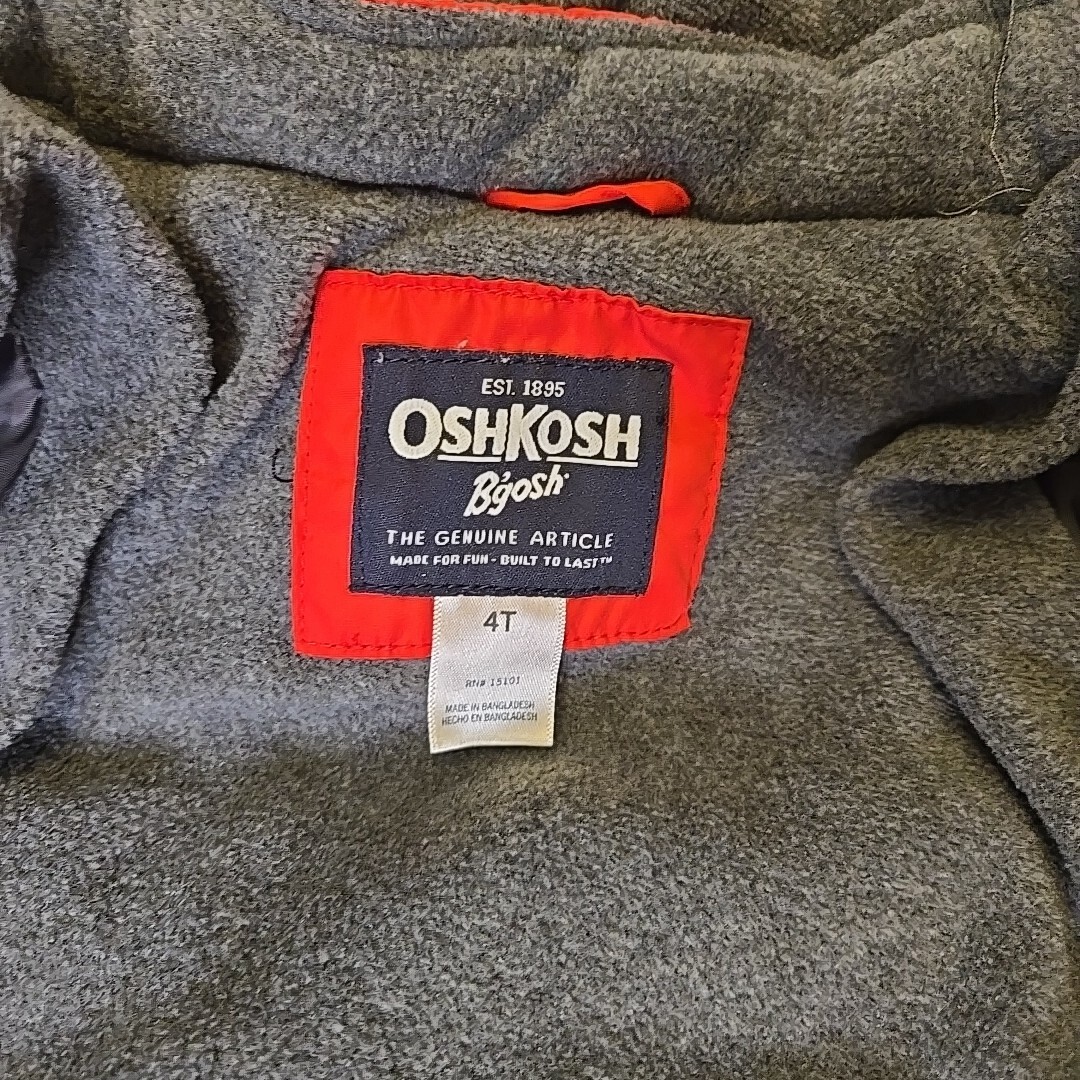 EST. 1895
OSHKOSH
B'gosh
THE GENUINE ARTICLE
MADE FOR FUN - BUILT TO LAST™
4T
RN# 15101
MADE IN BANGLADESH
HECHO EN BANGLADESH